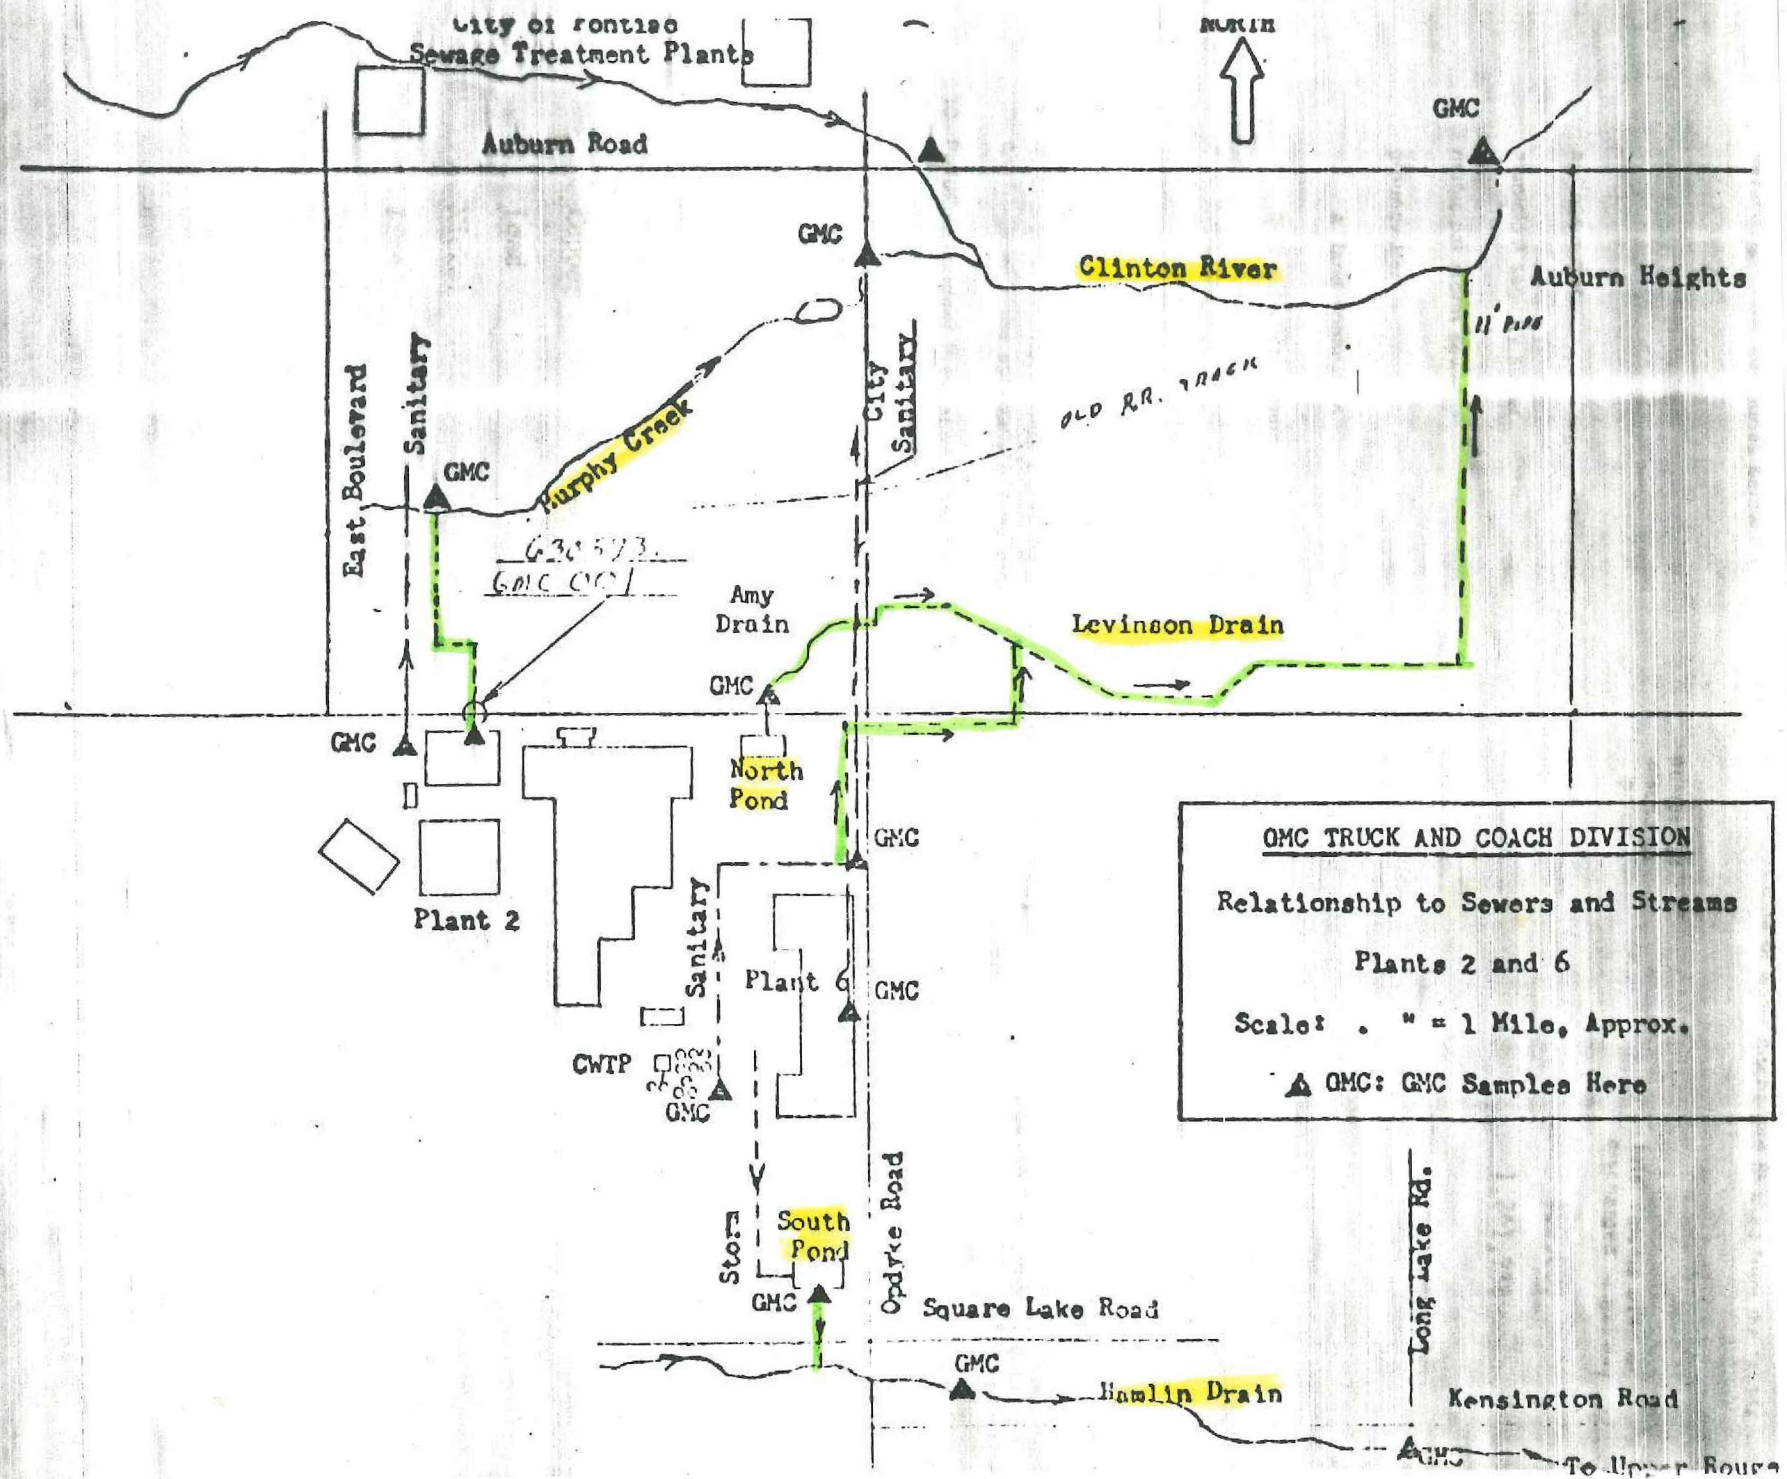 City of Pontiac
Sewage Treatment Plants
NORTH
GMC
Auburn Road
GMC
Clinton River
Auburn Heights
11' PIPE
East Boulevard
Sanitary
City
Sanitary
OLD RR. TRACK
Murphy Creek
GMC
630593
GMC 001
Amy
Drain
Levinson Drain
GMC
GMC
North
Pond
GMC
Plant 2
Sanitary
Plant 6
GMC
CWTP
GMC
GMC TRUCK AND COACH DIVISION
Relationship to Sewers and Streams
Plants 2 and 6
Scale: . " = 1 Mile, Approx.
GMC: GMC Samples Here
Storm
South
Pond
GMC
Opdyke Road
Square Lake Road
Long Lake Rd.
GMC
Hamlin Drain
Kensington Road
GMC
To Upper Rouge